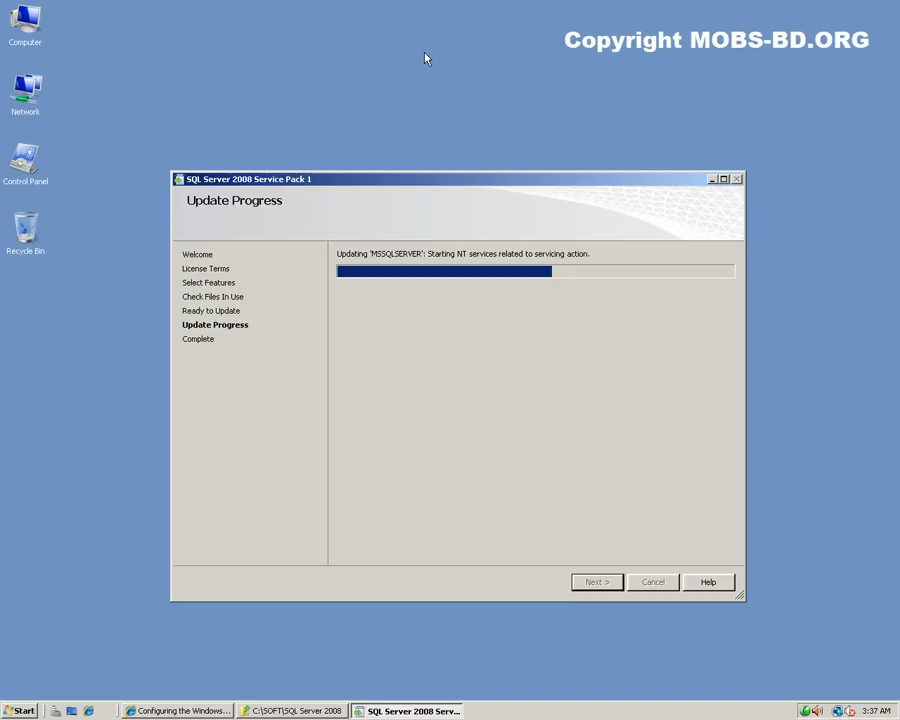 Computer
Copyright MOBS-BD.ORG
Network
Control Panel
Recycle Bin
SQL Server 2008 Service Pack 1
Update Progress
Welcome
License Terms
Select Features
Check Files In Use
Ready to Update
Update Progress
Complete
Updating 'MSSQLSERVER': Starting NT services related to servicing action.
Next >
Cancel
Help
Start
Configuring the Windows...
C:\SOFT\SQL Server 2008
SQL Server 2008 Serv...
3:37 AM